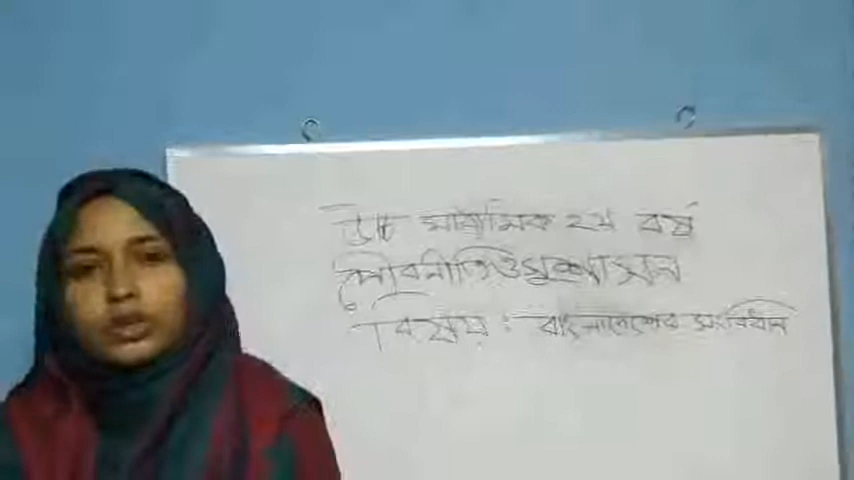 উচ্চ মাধ্যমিক ২য় বর্ষ
পৌরনীতি ও সুশাসন
বিষয় : বাংলাদেশের সংবিধান